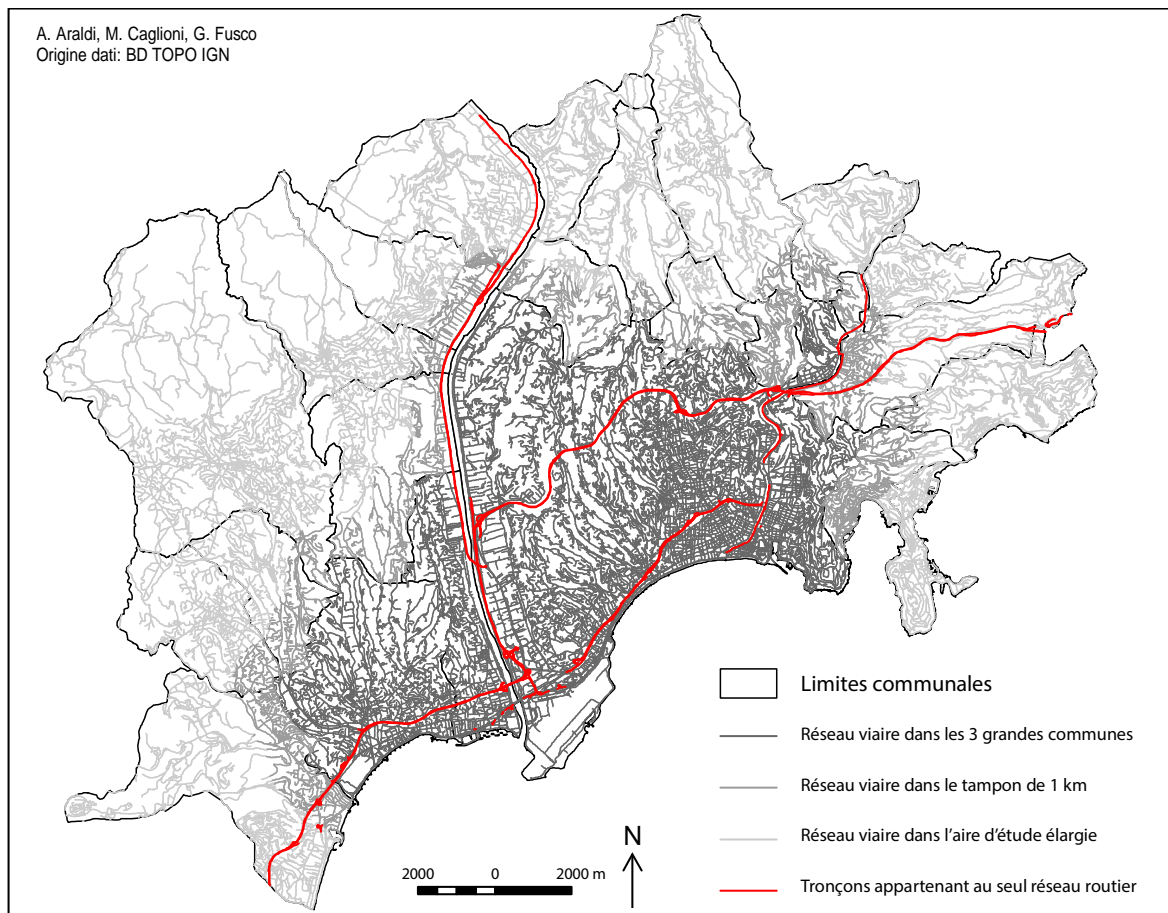 A. Araldi, M. Caglioni, G. Fusco
Origine dati: BD TOPO IGN
Limites communales
Réseau viaire dans les 3 grandes communes
Réseau viaire dans le tampon de 1 km
Réseau viaire dans l'aire d'étude élargie
Tronçons appartenant au seul réseau routier
2000 0 2000 m
N